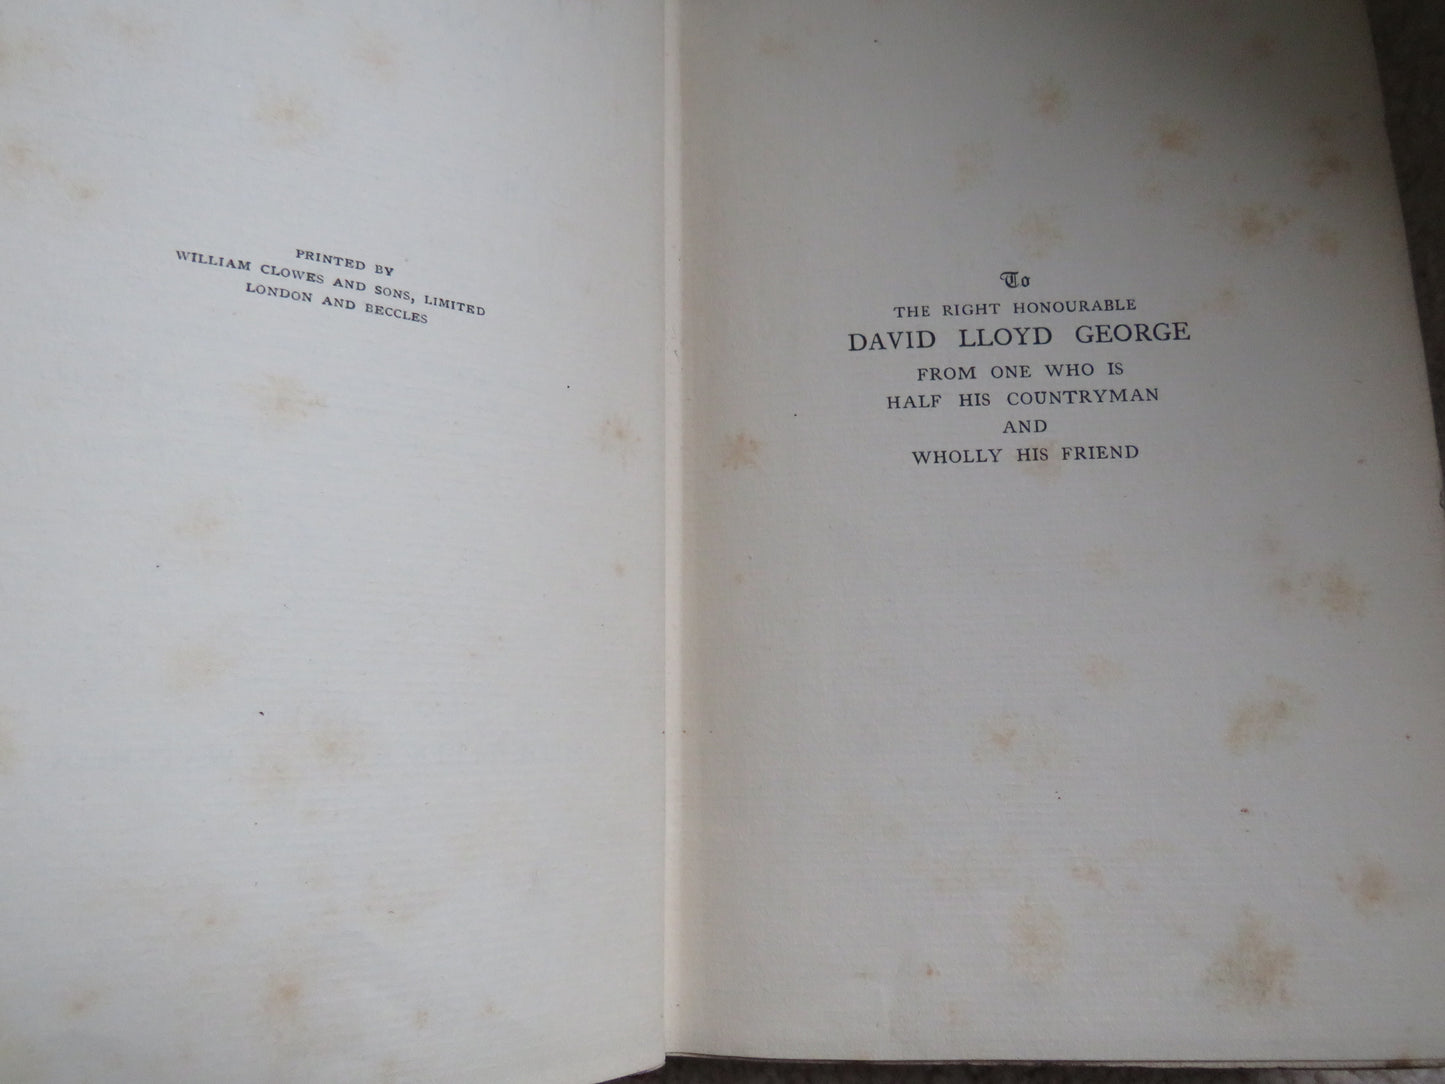 PRINTED BY
WILLIAM CLOWES AND SONS, LIMITED
LONDON AND BECCLES
To
THE RIGHT HONOURABLE
DAVID LLOYD GEORGE
FROM ONE WHO IS
HALF HIS COUNTRYMAN
AND
WHOLLY HIS FRIEND